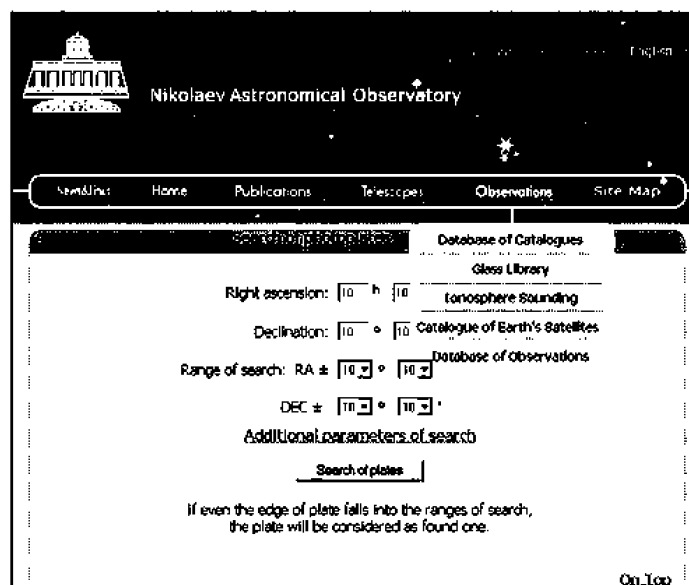 English
Nikolaev Astronomical Observatory
Home Publications Telescopes Observations Site Map
Database of Catalogues
Glass Library
Right ascension: 10 h 10
Ionosphere Sounding
Declination: 10 ° 10
Catalogue of Earth's Satellites
Database of Observations
Range of search: RA ± 10 ° 10
DEC ± 10 ° 10 '
Additional parameters of search
Search of plates
If even the edge of plate falls into the ranges of search,
the plate will be considered as found one.
On Top